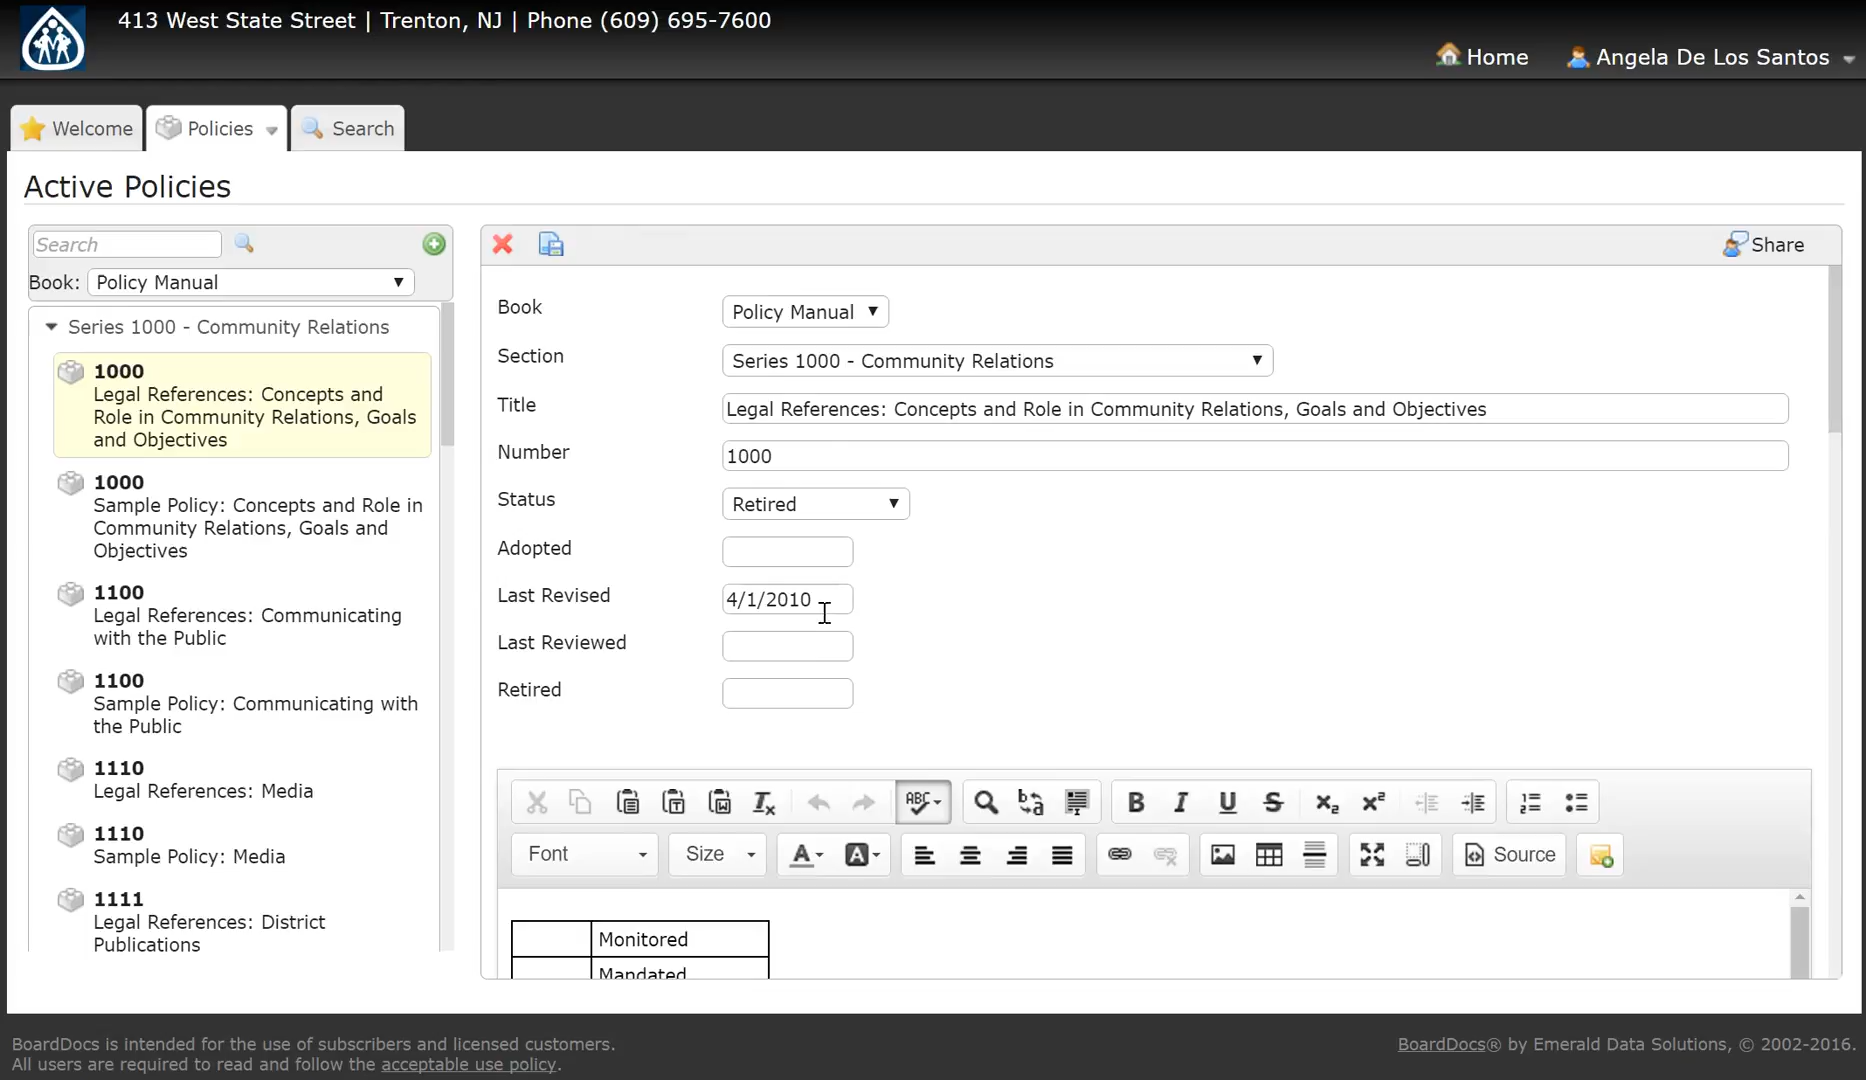 413 West State Street | Trenton, NJ | Phone (609) 695-7600
Home
Angela De Los Santos
Welcome
Policies
Search
Active Policies
Search
Book: Policy Manual
Series 1000 - Community Relations
1000
Legal References: Concepts and
Role in Community Relations, Goals
and Objectives
1000
Sample Policy: Concepts and Role in
Community Relations, Goals and
Objectives
1100
Legal References: Communicating
with the Public
1100
Sample Policy: Communicating with
the Public
1110
Legal References: Media
1110
Sample Policy: Media
1111
Legal References: District
Publications
Share
Book Policy Manual
Section Series 1000 - Community Relations
Title Legal References: Concepts and Role in Community Relations, Goals and Objectives
Number 1000
Status Retired
Adopted
Last Revised 4/1/2010
Last Reviewed
Retired
ABC
Font Size Source
Monitored
Mandated
BoardDocs is intended for the use of subscribers and licensed customers.
All users are required to read and follow the acceptable use policy.
BoardDocs® by Emerald Data Solutions, © 2002-2016.